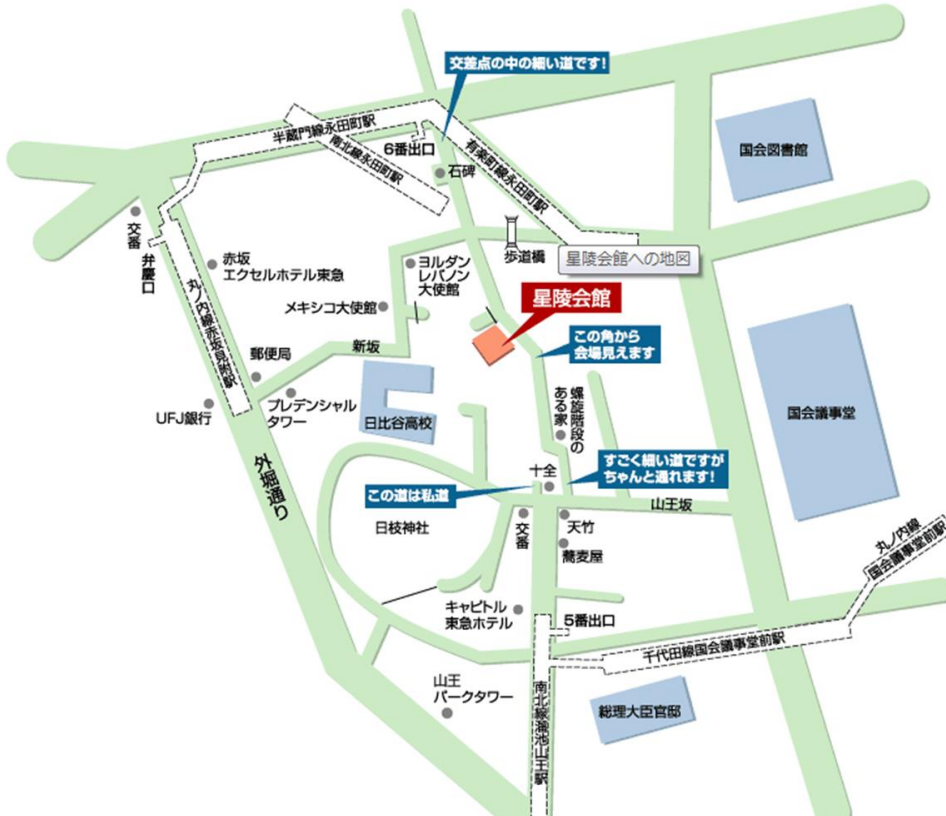 交差点の中の細い道です!
半蔵門線永田町駅
南北線永田町駅
6番出口
有楽町線永田町駅
石碑
国会図書館
交番
弁慶口
赤坂
エクセルホテル東急
ヨルダン
レバノン
大使館
歩道橋
星陵会館への地図
星陵会館
メキシコ大使館
丸ノ内線赤坂見附駅
新坂
この角から
会場見えます
郵便局
プレデンシャル
タワー
UFJ銀行
日比谷高校
螺旋階段の
ある家
国会議事堂
外堀通り
十全
すごく細い道ですが
ちゃんと通れます!
この道は私道
山王坂
日枝神社
交番
天竹
蕎麦屋
丸ノ内線
国会議事堂前駅
キャピトル
東急ホテル
5番出口
千代田線国会議事堂前駅
山王
パークタワー
南北線溜池山王駅
総理大臣官邸